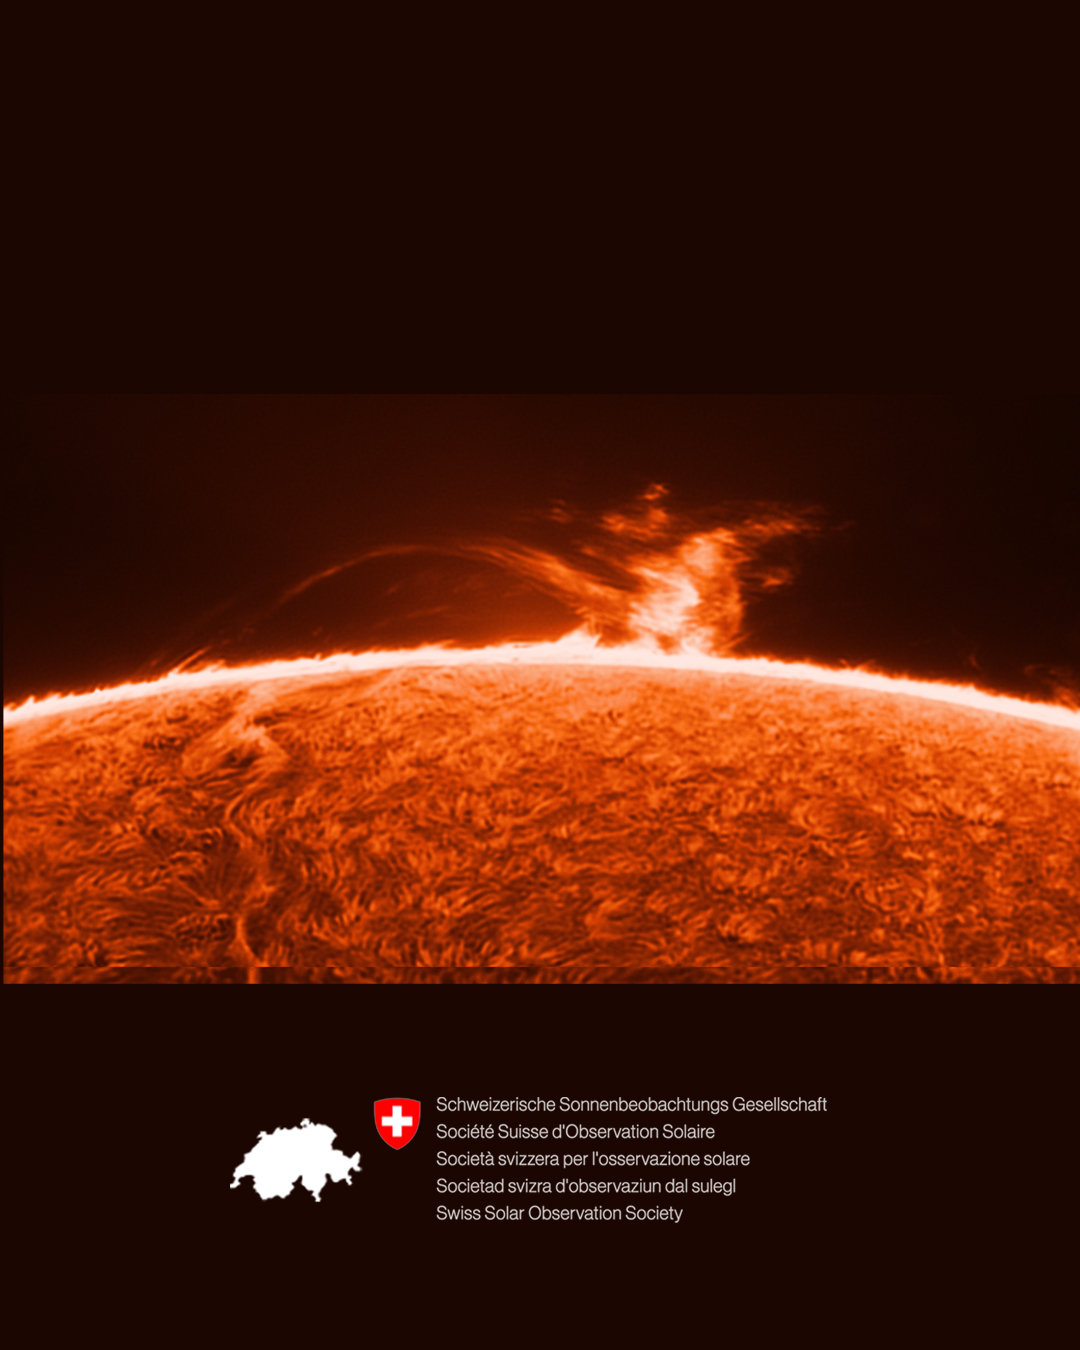 Schweizerische Sonnenbeobachtungs Gesellschaft
Société Suisse d'Observation Solaire
Società svizzera per l'osservazione solare
Societad svizra d'observaziun dal sulegl
Swiss Solar Observation Society